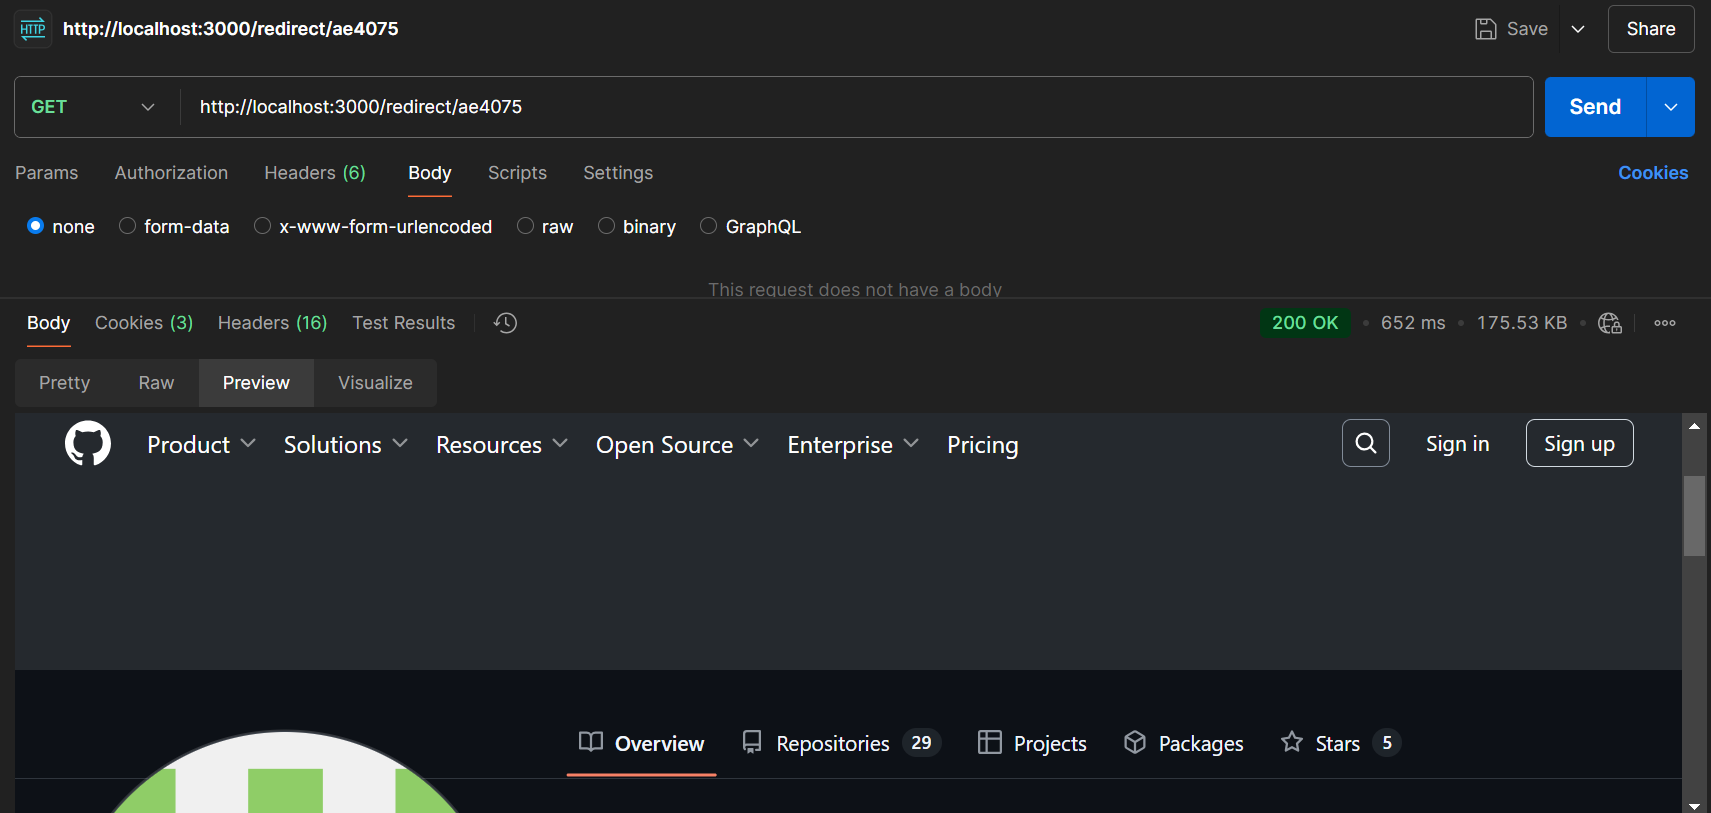 HTTP http://localhost:3000/redirect/ae4075 Save Share
GET http://localhost:3000/redirect/ae4075 Send
Params Authorization Headers (6) Body Scripts Settings Cookies
none form-data x-www-form-urlencoded raw binary GraphQL
This request does not have a body
Body Cookies (3) Headers (16) Test Results 200 OK 652 ms 175.53 KB
Pretty Raw Preview Visualize
Product Solutions Resources Open Source Enterprise Pricing Sign in Sign up
Overview Repositories 29 Projects Packages Stars 5